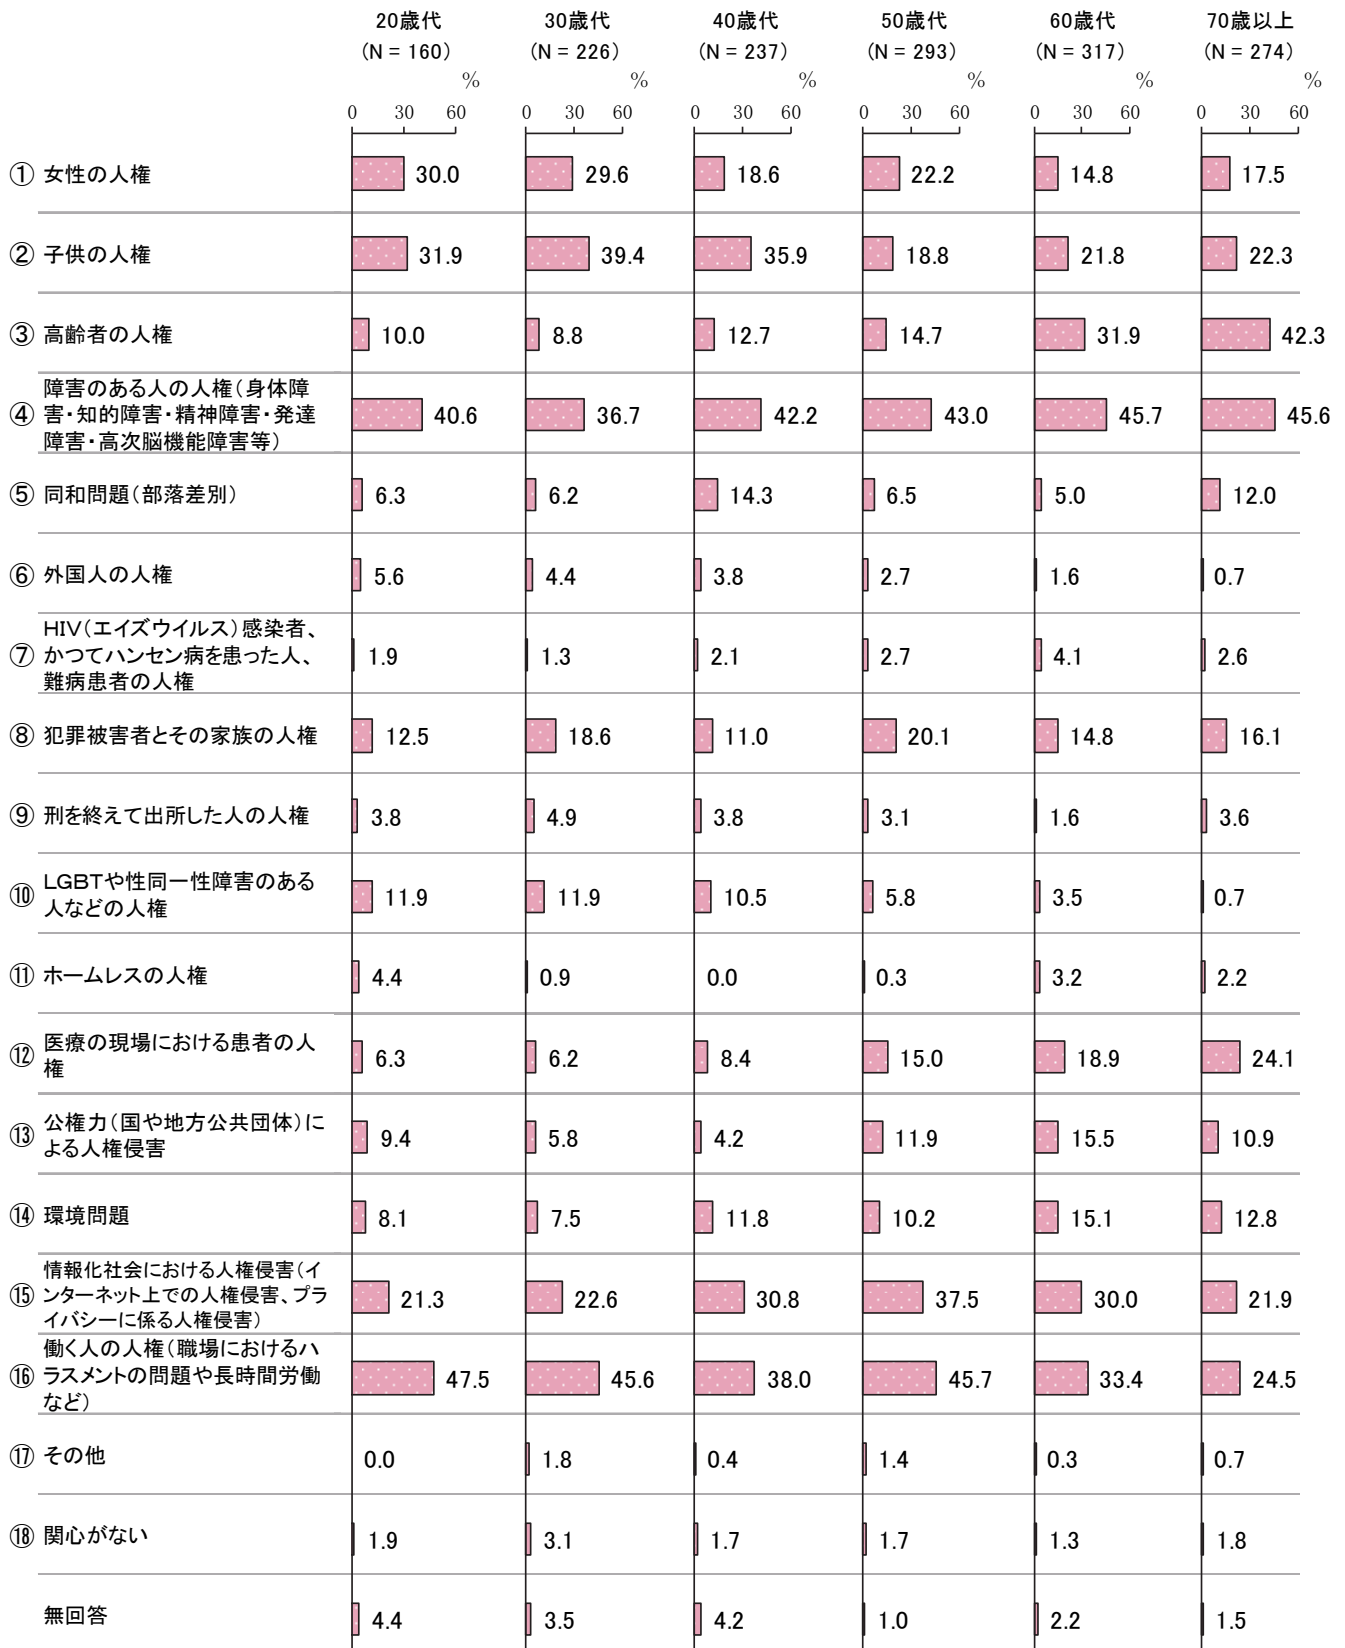 20歳代 30歳代 40歳代 50歳代 60歳代 70歳以上
(N = 160) (N = 226) (N = 237) (N = 293) (N = 317) (N = 274)
% % % % % %
0 30 60 0 30 60 0 30 60 0 30 60 0 30 60 0 30 60
① 女性の人権 30.0 29.6 18.6 22.2 14.8 17.5
② 子供の人権 31.9 39.4 35.9 18.8 21.8 22.3
③ 高齢者の人権 10.0 8.8 12.7 14.7 31.9 42.3
障害のある人の人権(身体障
④ 害・知的障害・精神障害・発達 40.6 36.7 42.2 43.0 45.7 45.6
障害・高次脳機能障害等)
⑤ 同和問題(部落差別) 6.3 6.2 14.3 6.5 5.0 12.0
⑥ 外国人の人権 5.6 4.4 3.8 2.7 1.6 0.7
HIV(エイズウイルス)感染者、
⑦ かつてハンセン病を患った人、 1.9 1.3 2.1 2.7 4.1 2.6
難病患者の人権
⑧ 犯罪被害者とその家族の人権 12.5 18.6 11.0 20.1 14.8 16.1
⑨ 刑を終えて出所した人の人権 3.8 4.9 3.8 3.1 1.6 3.6
LGBTや性同一性障害のある
⑩ 人などの人権 11.9 11.9 10.5 5.8 3.5 0.7
⑪ ホームレスの人権 4.4 0.9 0.0 0.3 3.2 2.2
医療の現場における患者の人
⑫ 権 6.3 6.2 8.4 15.0 18.9 24.1
公権力(国や地方公共団体)に
⑬ よる人権侵害 9.4 5.8 4.2 11.9 15.5 10.9
⑭ 環境問題 8.1 7.5 11.8 10.2 15.1 12.8
情報化社会における人権侵害(イ
⑮ ンターネット上での人権侵害、プラ 21.3 22.6 30.8 37.5 30.0 21.9
イバシーに係る人権侵害)
働く人の人権(職場におけるハ
⑯ ラスメントの問題や長時間労働 47.5 45.6 38.0 45.7 33.4 24.5
など)
⑰ その他 0.0 1.8 0.4 1.4 0.3 0.7
⑱ 関心がない 1.9 3.1 1.7 1.7 1.3 1.8
無回答 4.4 3.5 4.2 1.0 2.2 1.5